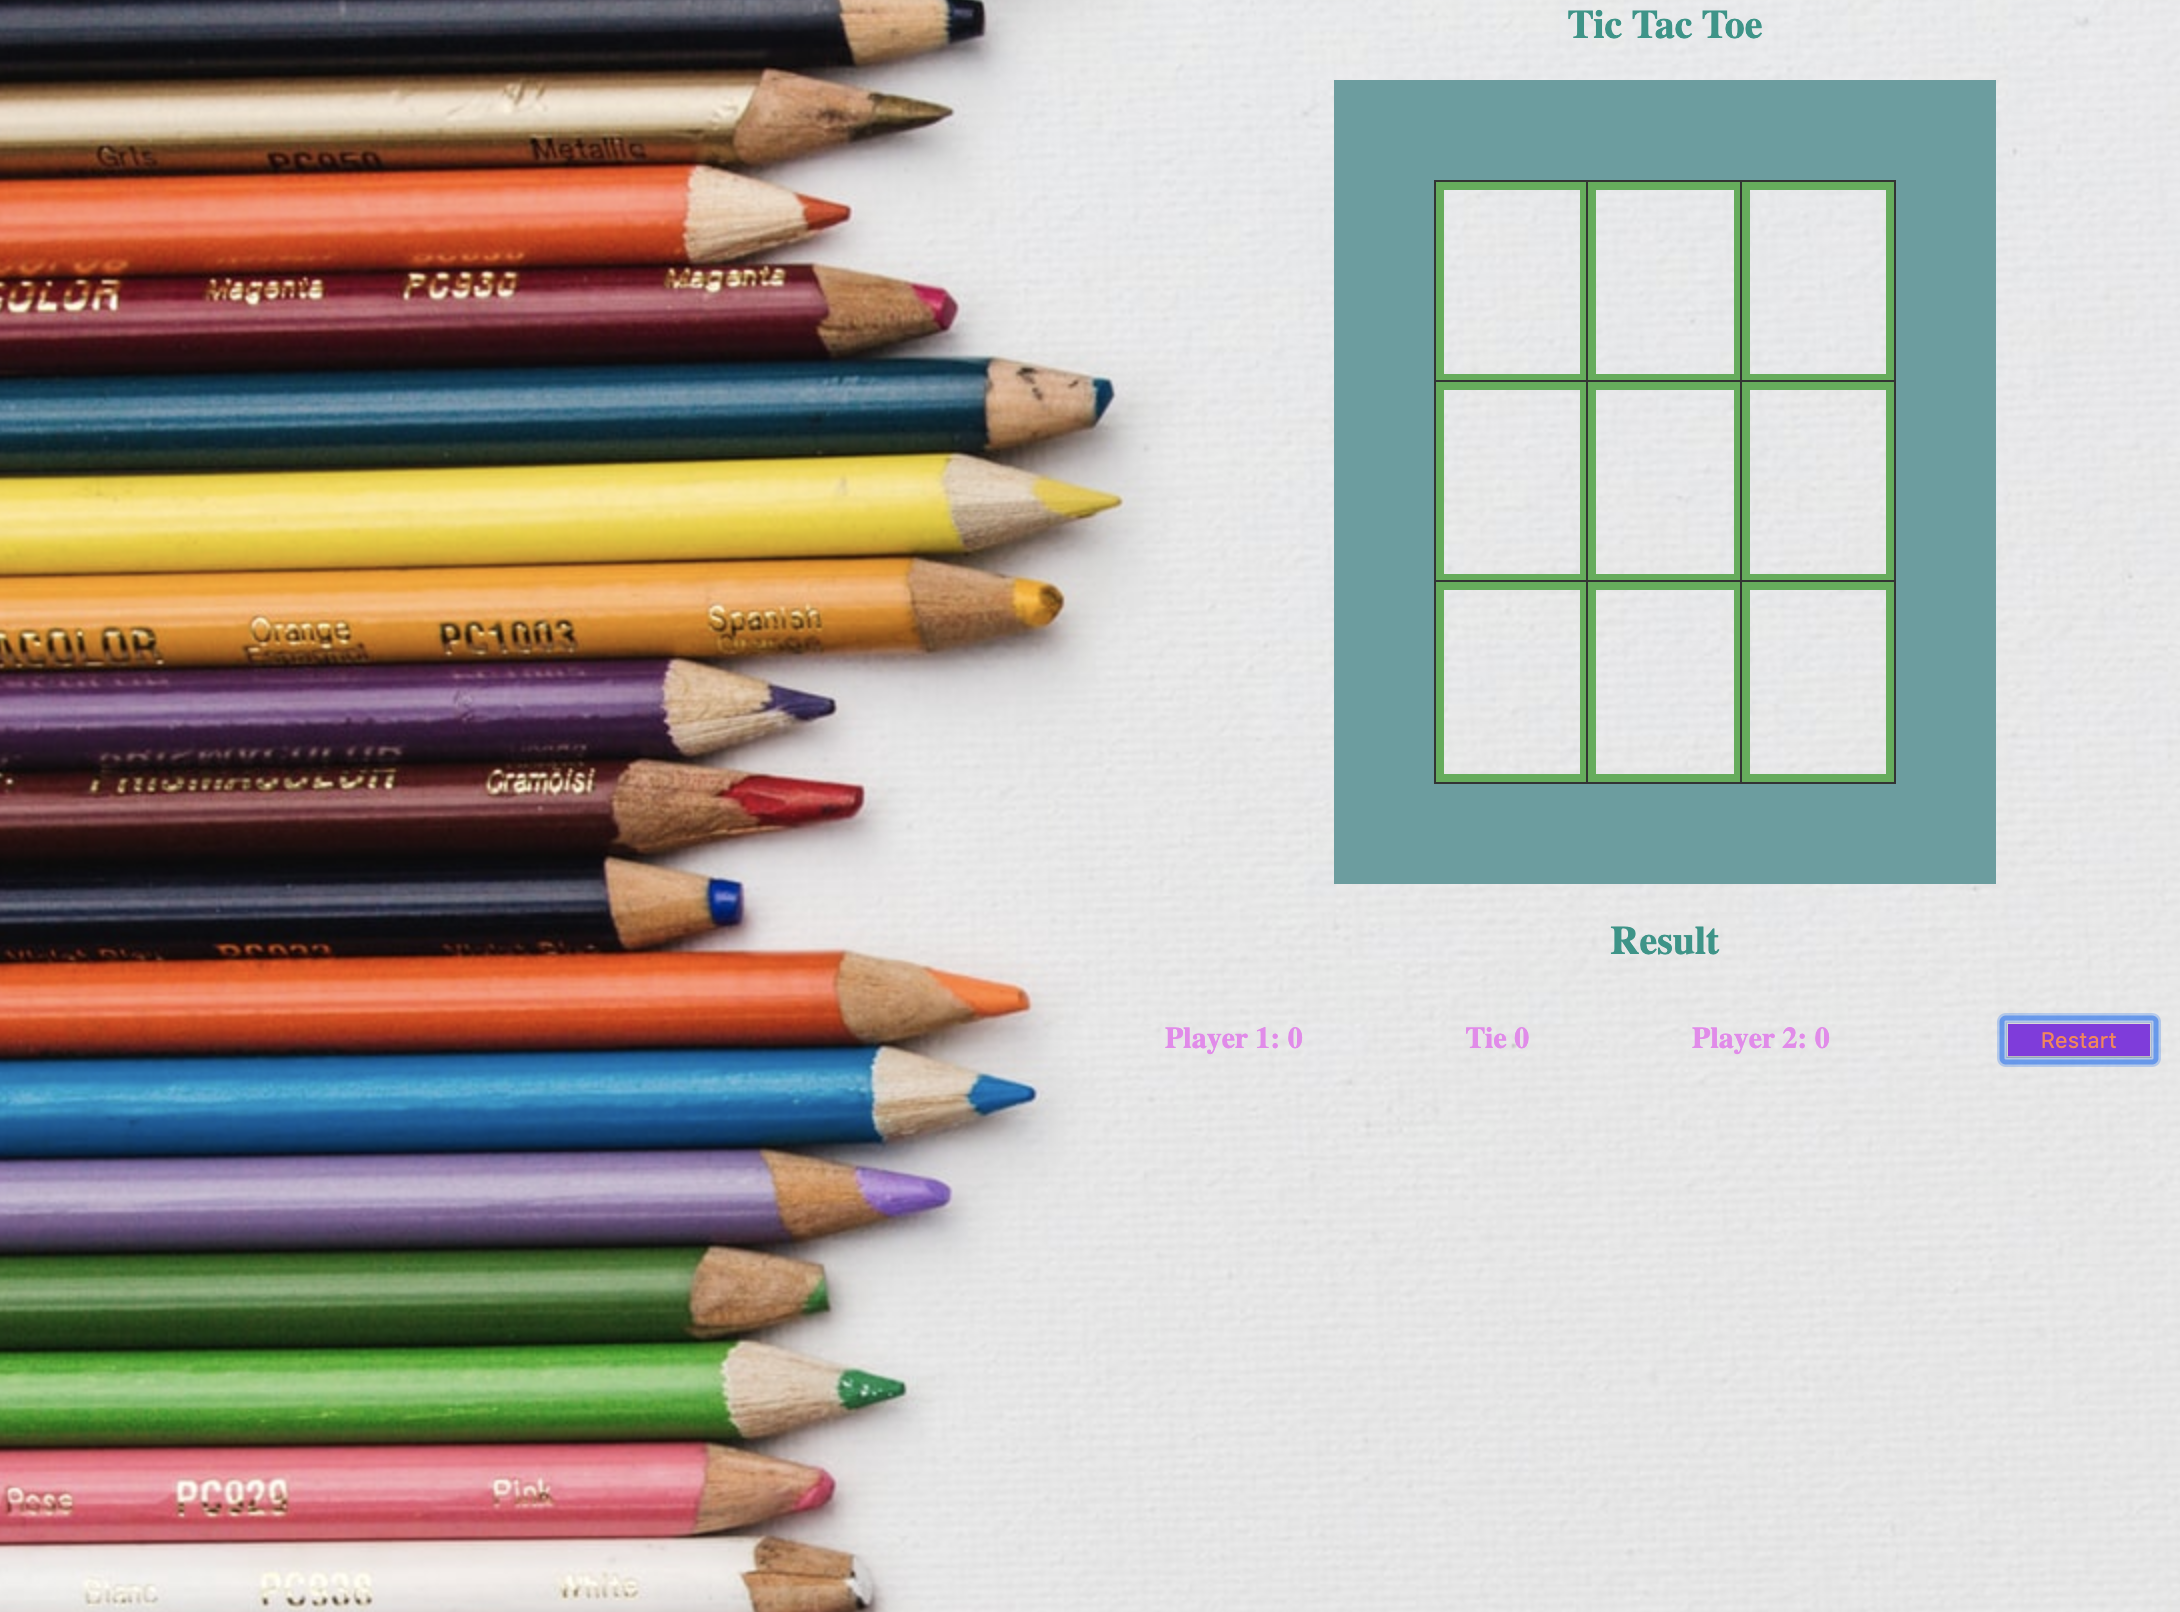 Tic Tac Toe
Gris PC950 Metallic
COLOR Magenta PC930 Magenta
ACOLOR Orange PC1003 Spanish
PRISMACOLOR Cramoisi
Result
Player 1: 0 Tie 0 Player 2: 0 Restart
Rose PC929 Pink
Blanc PC938 White